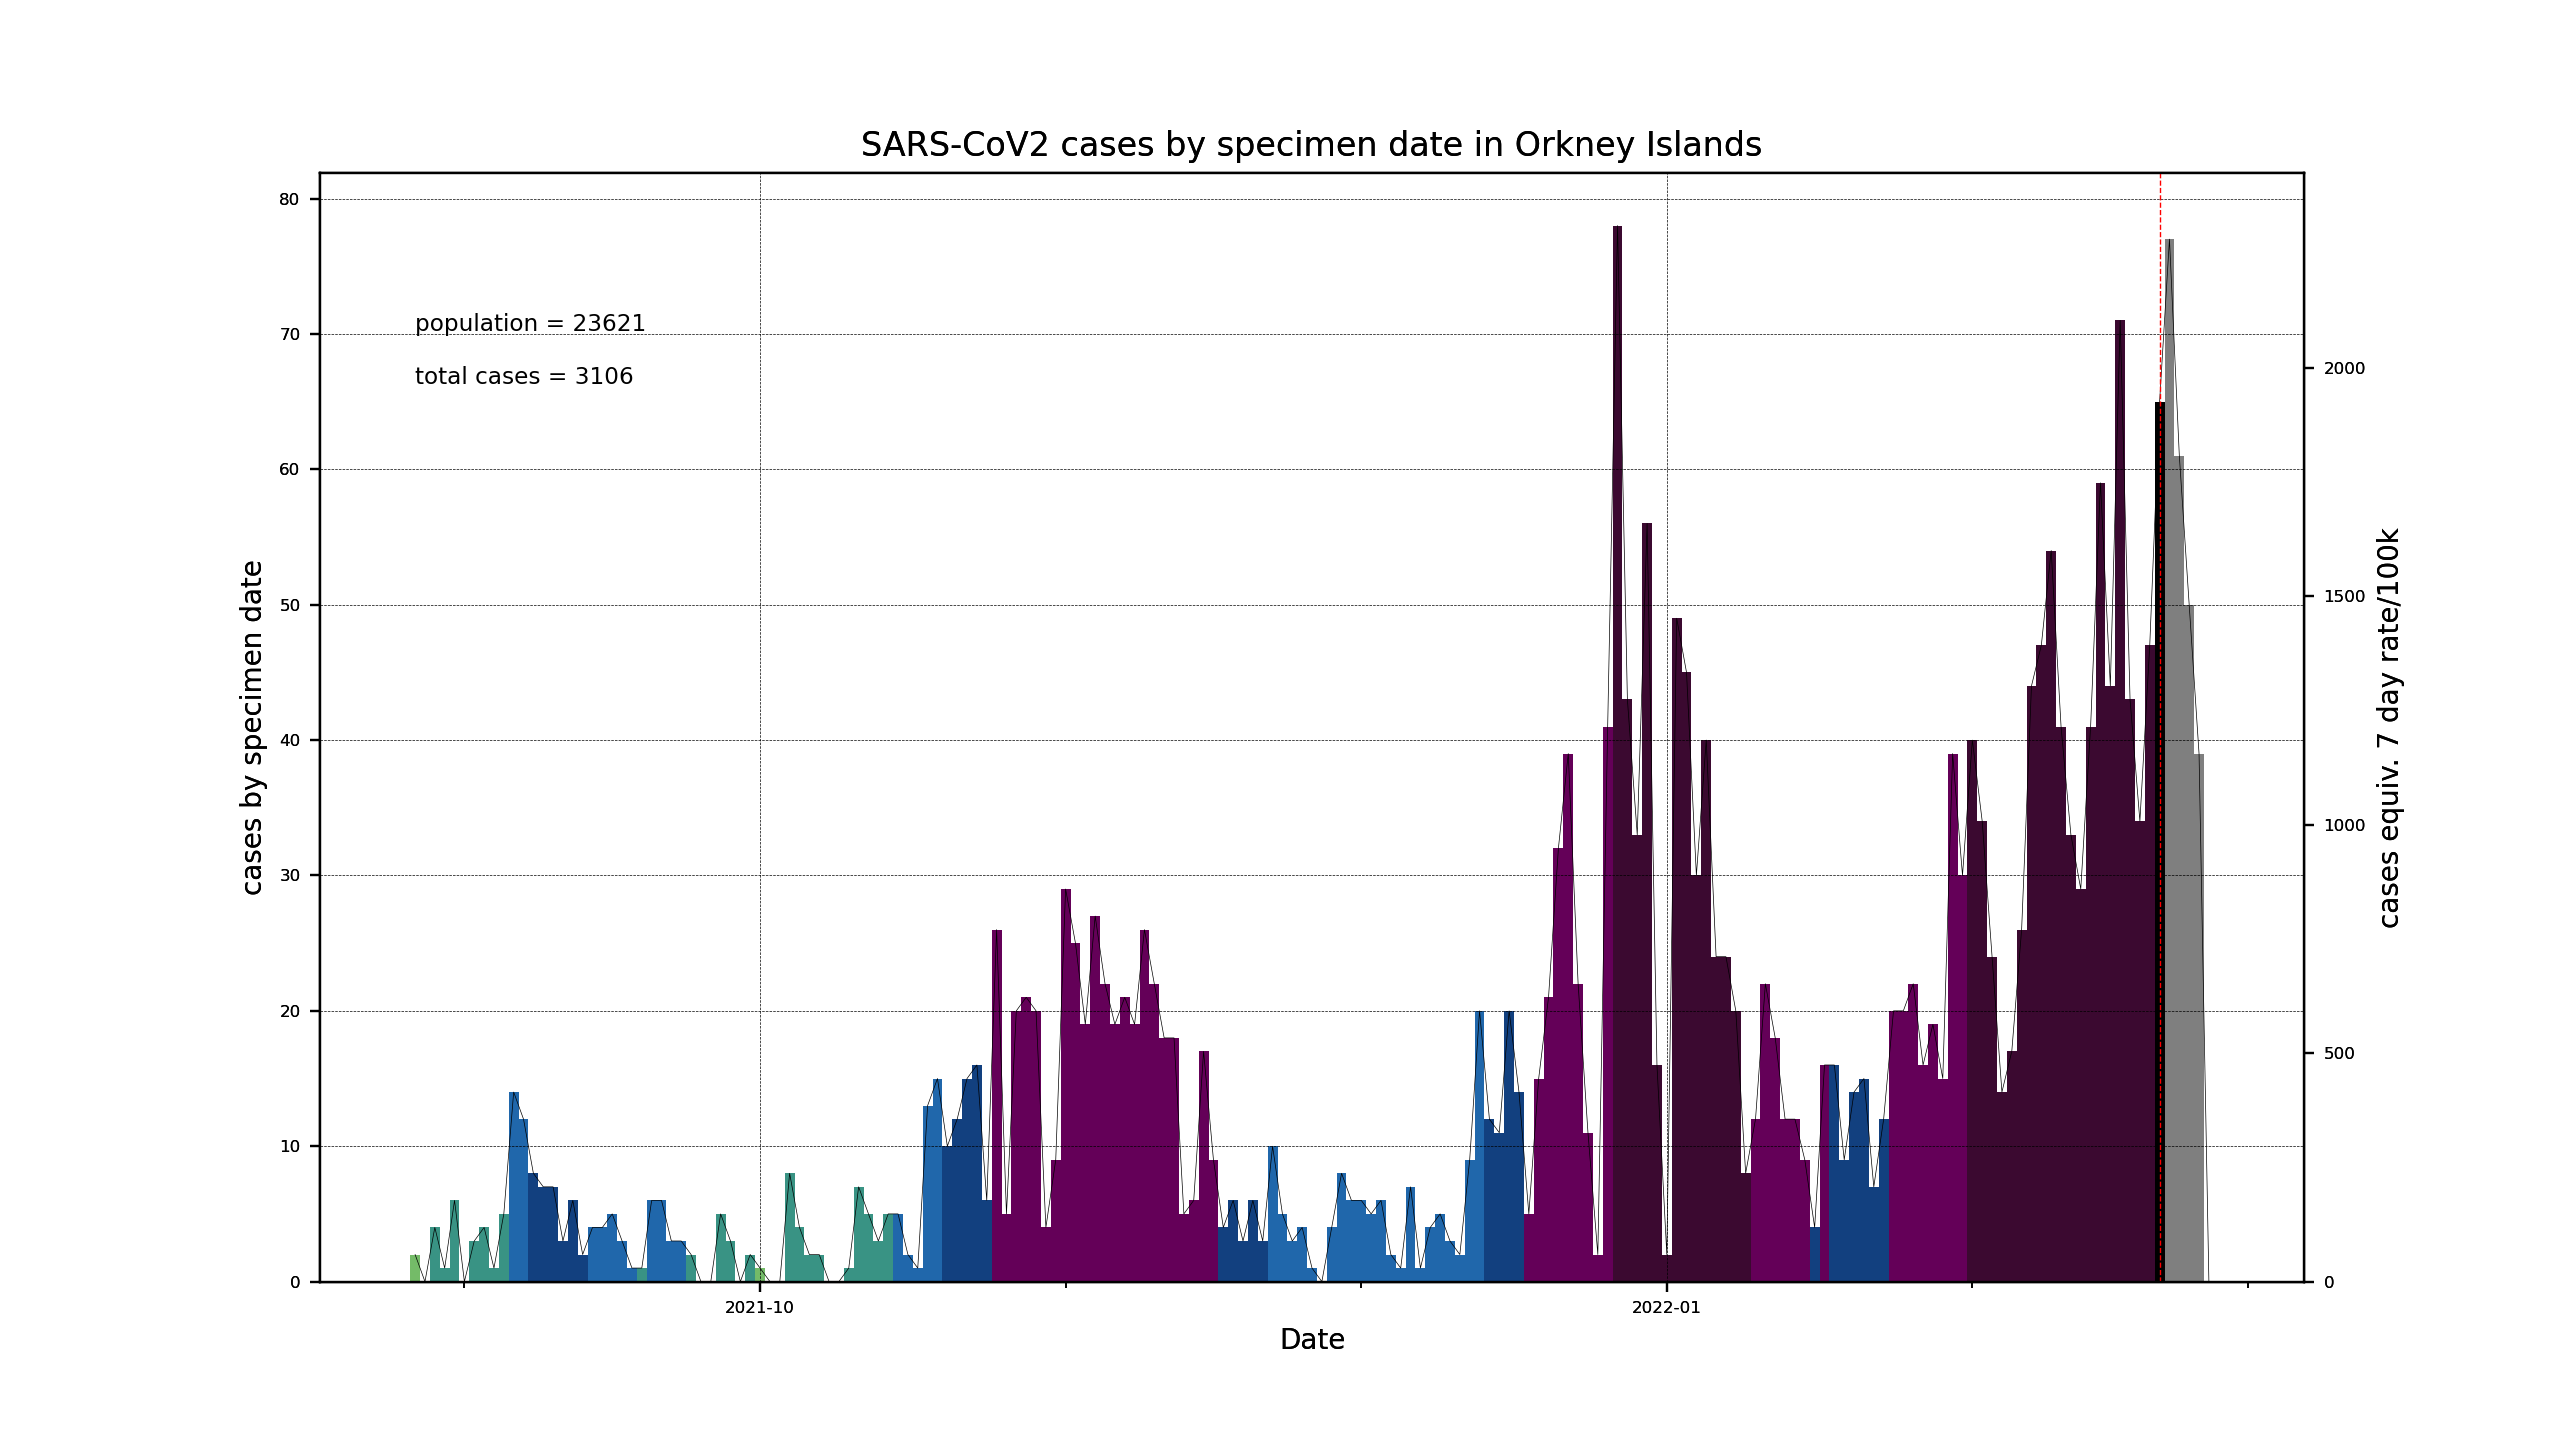 SARS-CoV2 cases by specimen date in Orkney Islands
population = 23621
total cases = 3106
cases by specimen date
80
70
60
50
40
30
20
10
0
2000
1500
1000
500
0
cases equiv. 7 day rate/100k
2021-10
2022-01
Date